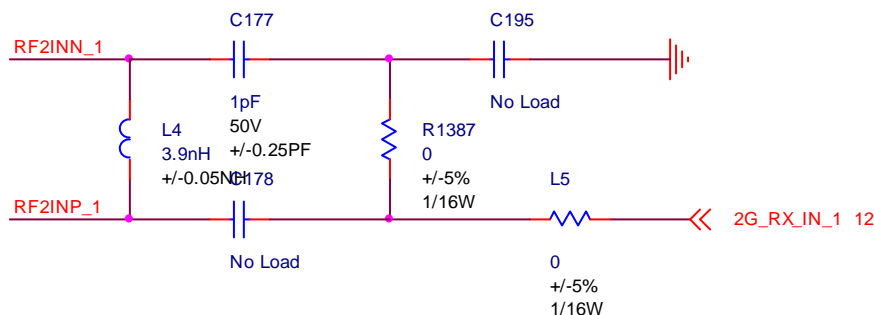 C177
C195
RF2INN_1
1pF
50V
+/-0.25PF
No Load
L4
3.9nH
+/-0.05NH
R1387
0
+/-5%
1/16W
C178
L5
RF2INP_1
2G_RX_IN_1 12
No Load
0
+/-5%
1/16W